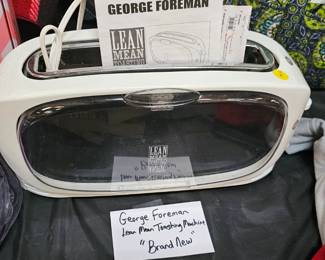 GEORGE FOREMAN
LEAN
MEAN
LEAN
MEAN
George Foreman
Lean Mean Toasting Machine
"Brand New"